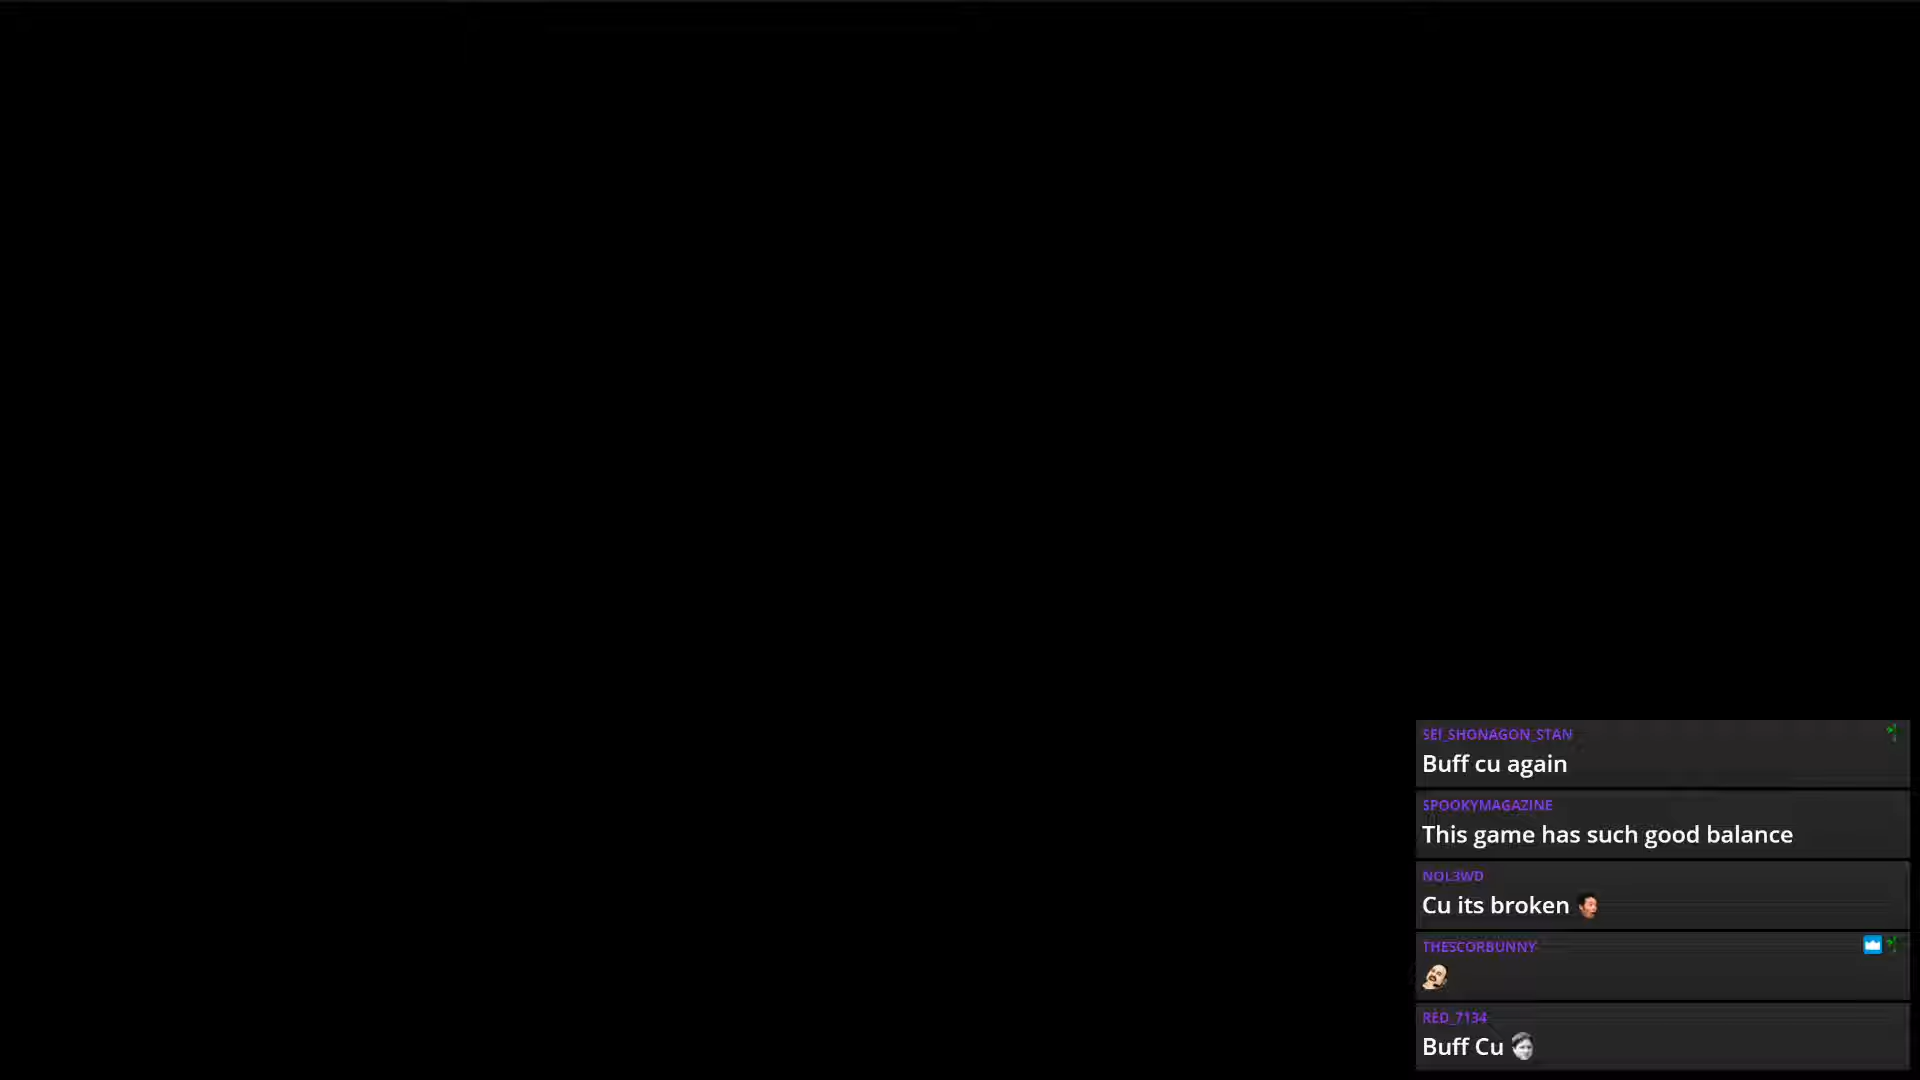 SEI_SHONAGON_STAN
Buff cu again
SPOOKYMAGAZINE
This game has such good balance
NOL3WD
Cu its broken
THESCORBUNNY
RED_7134
Buff Cu